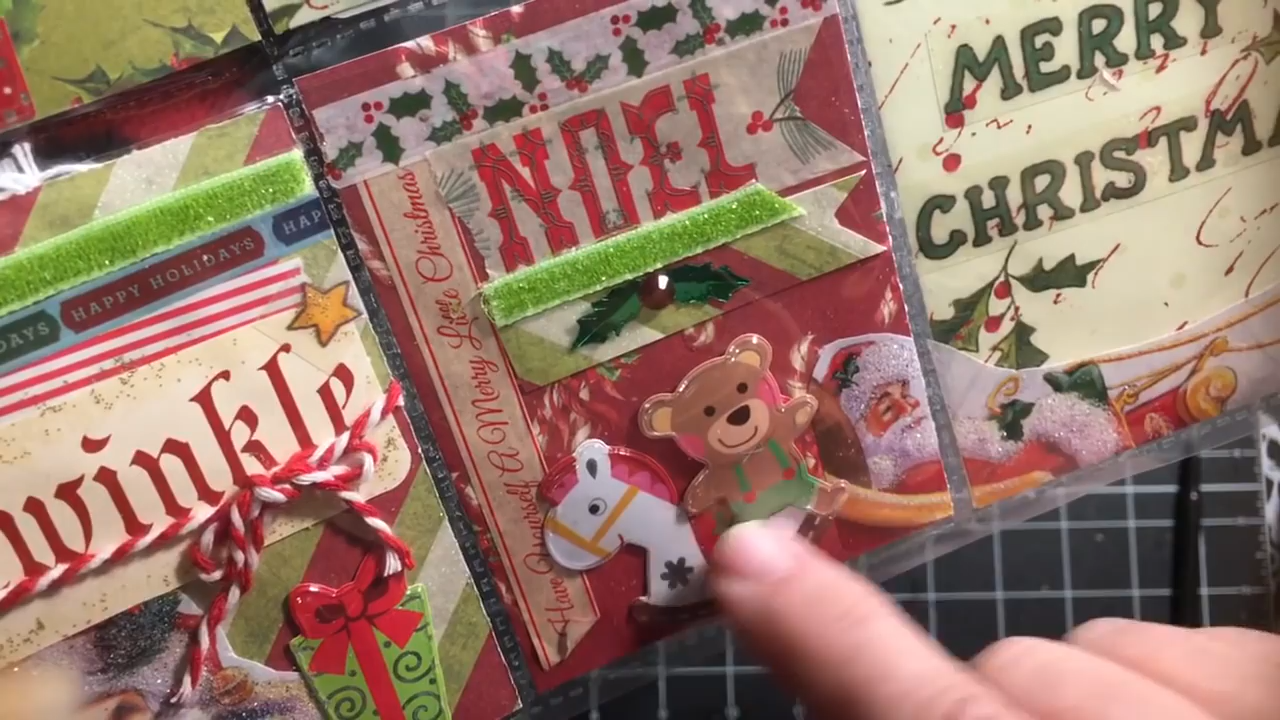 MERRY
CHRISTMA
NOEL
Have Yourself A Merry Little Christmas
HAP
DAYS
HAPPY HOLIDAYS
winkle